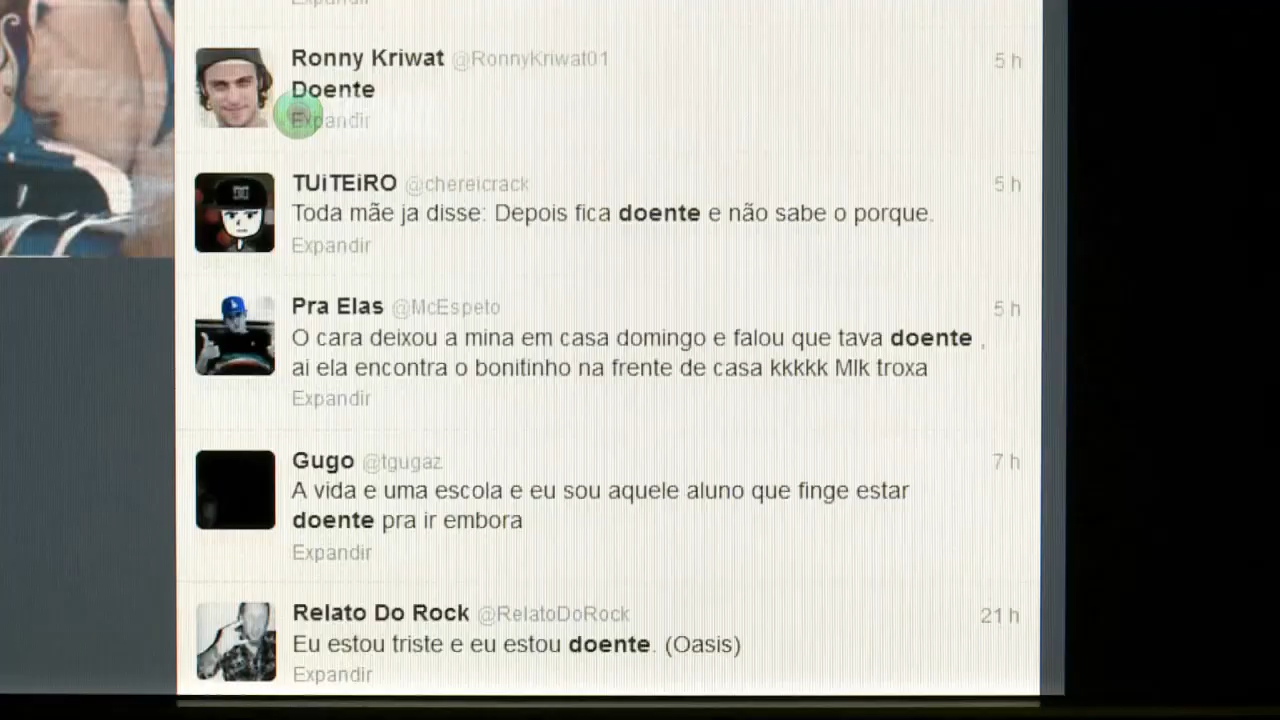 Expandir
Ronny Kriwat @RonnyKriwat01 5 h
Doente
Expandir
TUiTEiRO @chereicrack 5 h
Toda mãe ja disse: Depois fica doente e não sabe o porque.
Expandir
Pra Elas @McEspeto 5 h
O cara deixou a mina em casa domingo e falou que tava doente ,
ai ela encontra o bonitinho na frente de casa kkkkk Mlk troxa
Expandir
Gugo @tgugaz 7 h
A vida e uma escola e eu sou aquele aluno que finge estar
doente pra ir embora
Expandir
Relato Do Rock @RelatoDoRock 21 h
Eu estou triste e eu estou doente. (Oasis)
Expandir